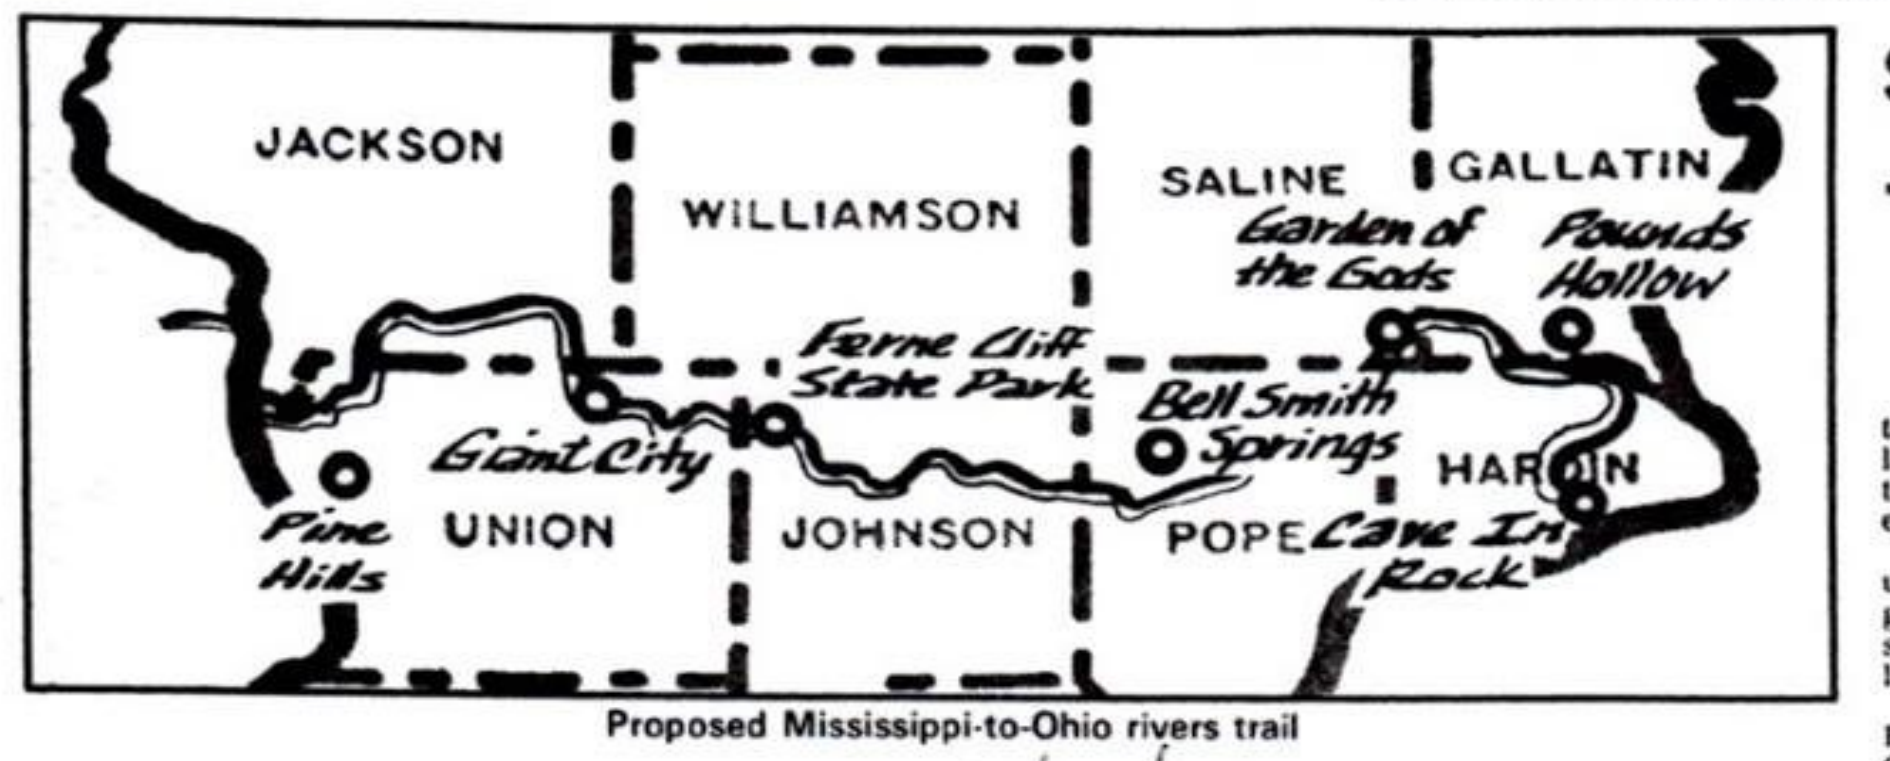 JACKSON
WILLIAMSON
SALINE
GALLATIN
Garden of
the Gods
Pounds
Hollow
Ferne Cliff
State Park
Bell Smith
Springs
Giant City
HARDIN
Pine
Hills
UNION
JOHNSON
POPE
Cave In
Rock
Proposed Mississippi-to-Ohio rivers trail